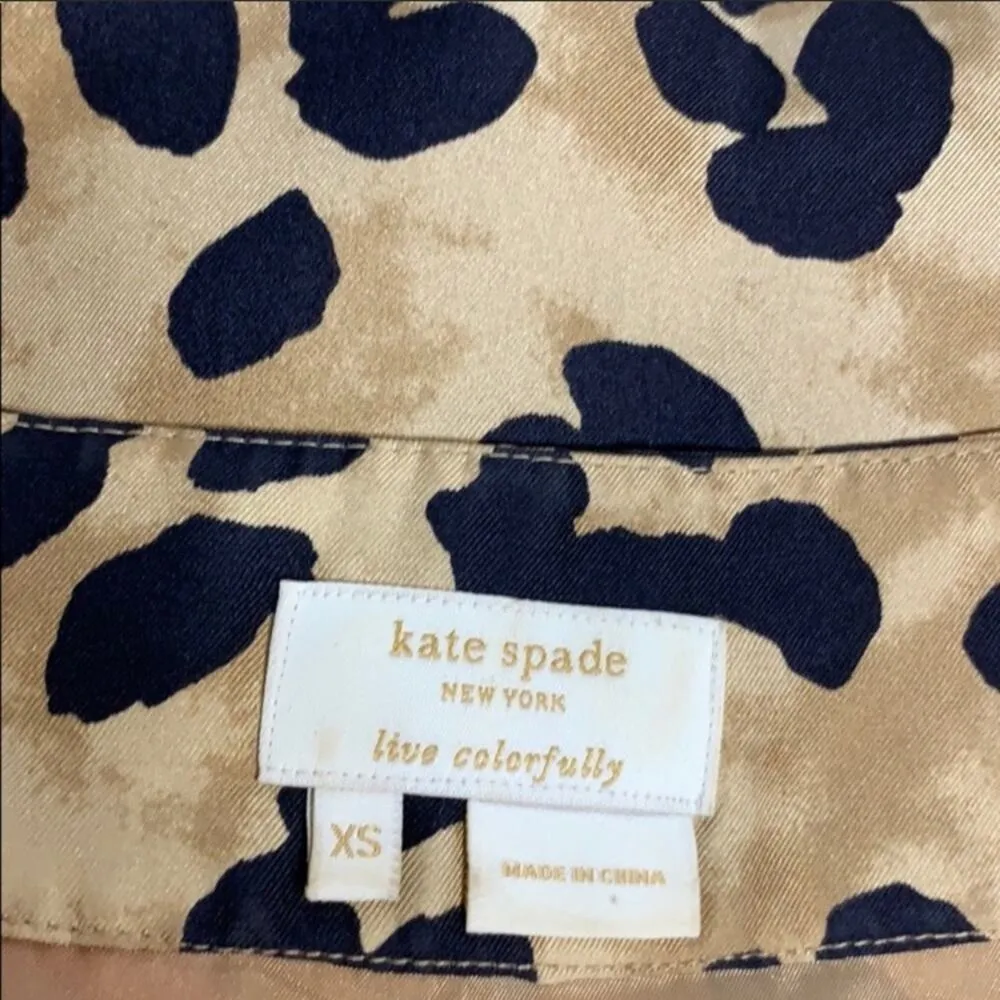 kate spade
NEW YORK
live colorfully
XS
MADE IN CHINA